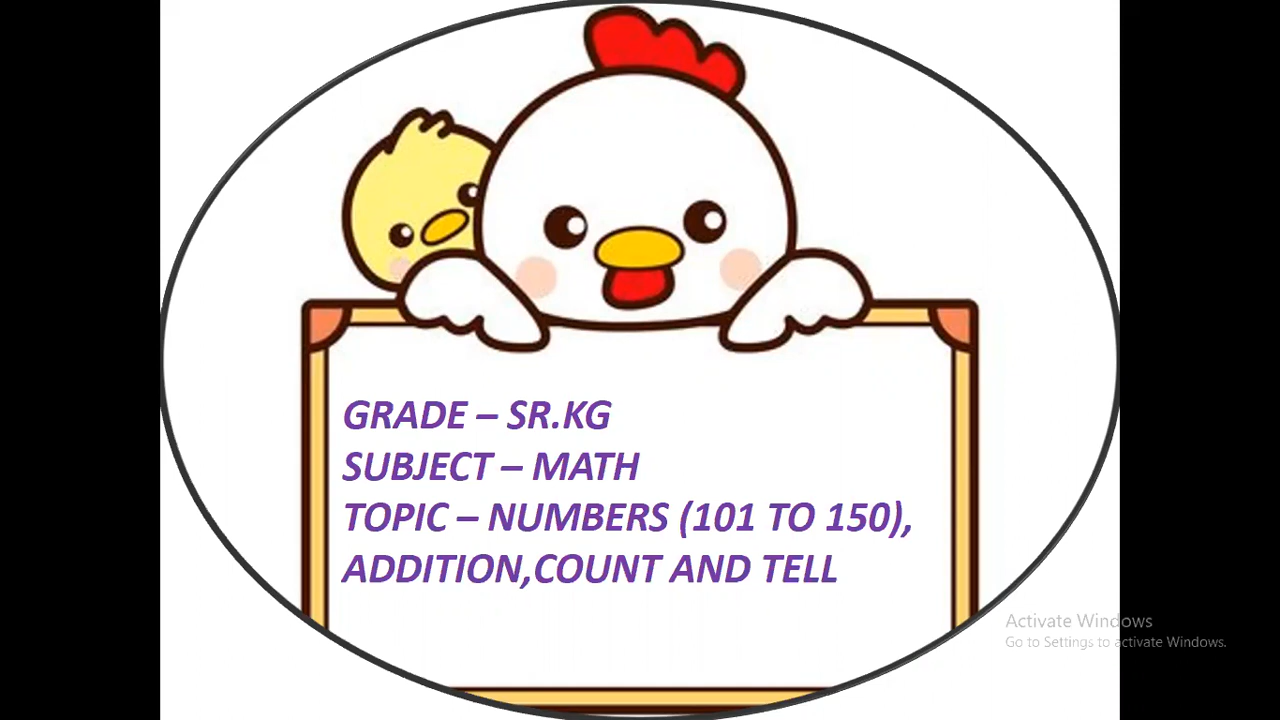 GRADE – SR.KG
SUBJECT – MATH
TOPIC – NUMBERS (101 TO 150),
ADDITION,COUNT AND TELL
Activate Windows
Go to Settings to activate Windows.